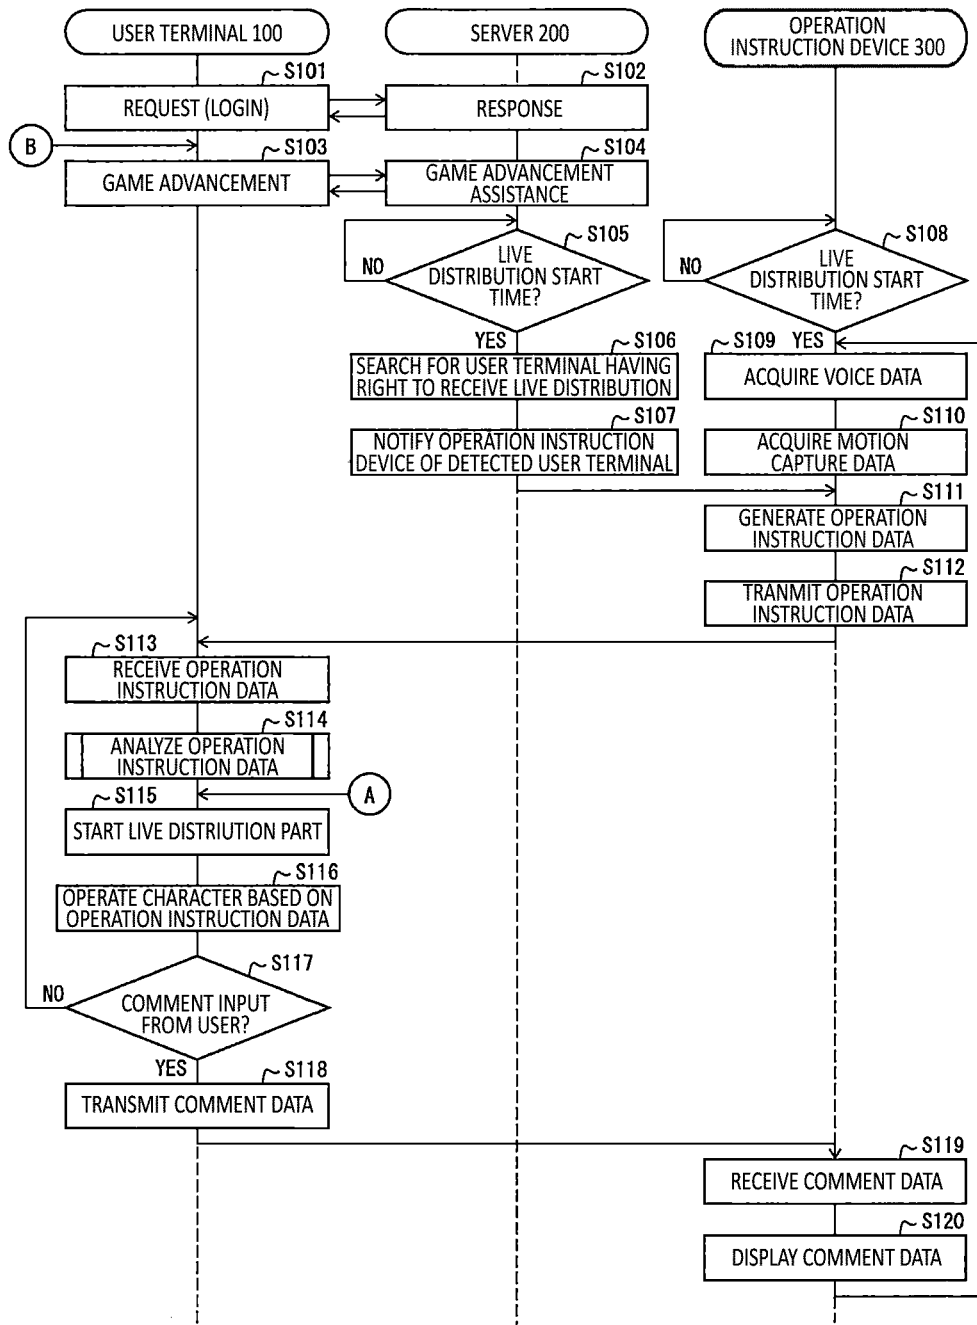 USER TERMINAL 100
SERVER 200
OPERATION
INSTRUCTION DEVICE 300
S101
REQUEST (LOGIN)
S102
RESPONSE
B
S103
GAME ADVANCEMENT
S104
GAME ADVANCEMENT
ASSISTANCE
S105
NO
LIVE
DISTRIBUTION START
TIME?
YES
S108
NO
LIVE
DISTRIBUTION START
TIME?
YES
S106
SEARCH FOR USER TERMINAL HAVING
RIGHT TO RECEIVE LIVE DISTRIBUTION
S109
ACQUIRE VOICE DATA
S107
NOTIFY OPERATION INSTRUCTION
DEVICE OF DETECTED USER TERMINAL
S110
ACQUIRE MOTION
CAPTURE DATA
S111
GENERATE OPERATION
INSTRUCTION DATA
S112
TRANMIT OPERATION
INSTRUCTION DATA
S113
RECEIVE OPERATION
INSTRUCTION DATA
S114
ANALYZE OPERATION
INSTRUCTION DATA
A
S115
START LIVE DISTRIUTION PART
S116
OPERATE CHARACTER BASED ON
OPERATION INSTRUCTION DATA
S117
NO
COMMENT INPUT
FROM USER?
YES
S118
TRANSMIT COMMENT DATA
S119
RECEIVE COMMENT DATA
S120
DISPLAY COMMENT DATA